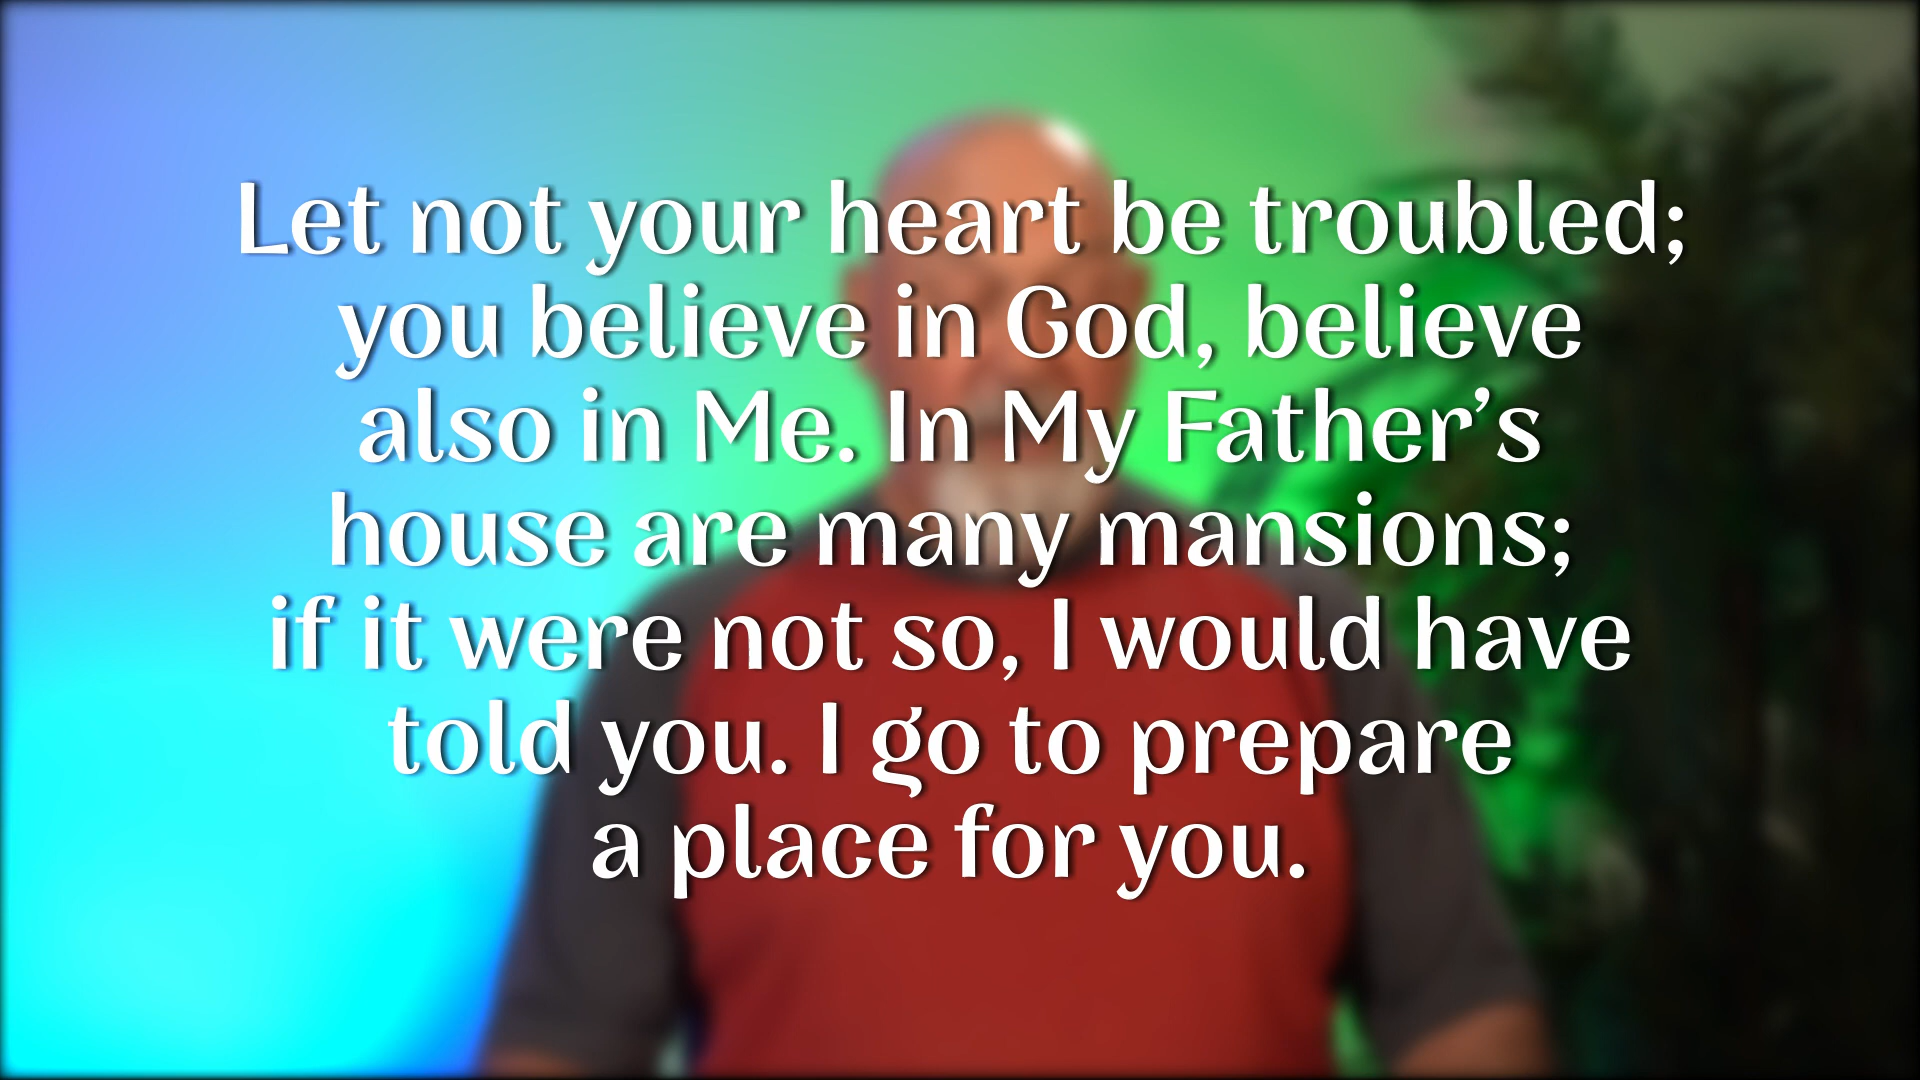 Let not your heart be troubled;
you believe in God, believe
also in Me. In My Father’s
house are many mansions;
if it were not so, I would have
told you. I go to prepare
a place for you.